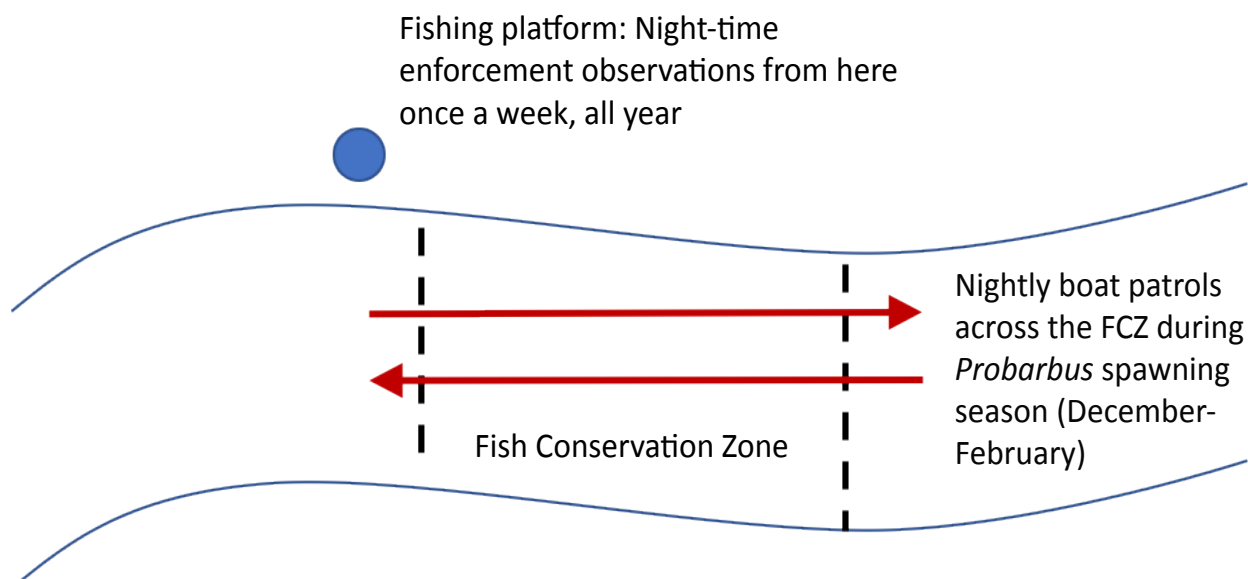 Fishing platform: Night-time
enforcement observations from here
once a week, all year
Nightly boat patrols
across the FCZ during
Probarbus spawning
season (December-
February)
Fish Conservation Zone